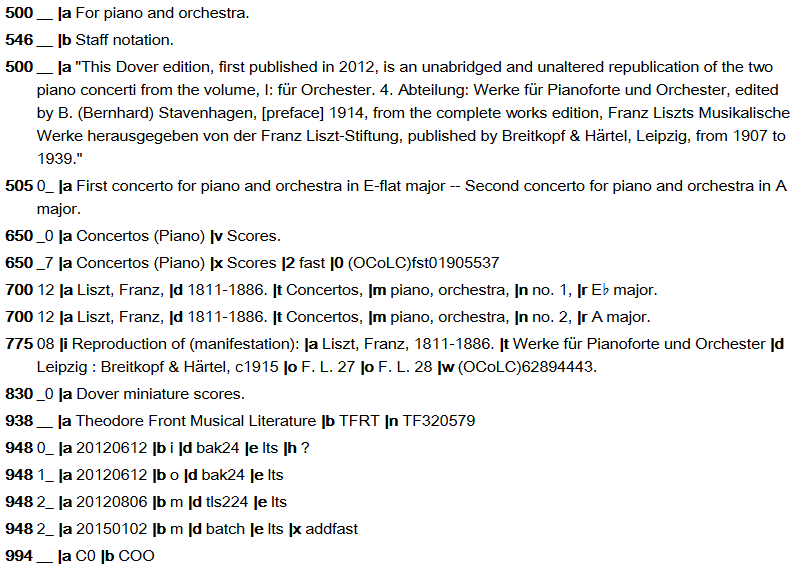 500 __ |a For piano and orchestra.
546 __ |b Staff notation.
500 __ |a "This Dover edition, first published in 2012, is an unabridged and unaltered republication of the two
piano concerti from the volume, I: für Orchester. 4. Abteilung: Werke für Pianoforte und Orchester, edited
by B. (Bernhard) Stavenhagen, [preface] 1914, from the complete works edition, Franz Liszts Musikalische
Werke herausgegeben von der Franz Liszt-Stiftung, published by Breitkopf & Härtel, Leipzig, from 1907 to
1939."
505 0_ |a First concerto for piano and orchestra in E-flat major -- Second concerto for piano and orchestra in A
major.
650 _0 |a Concertos (Piano) |v Scores.
650 _7 |a Concertos (Piano) |x Scores |2 fast |0 (OCoLC)fst01905537
700 12 |a Liszt, Franz, |d 1811-1886. |t Concertos, |m piano, orchestra, |n no. 1, |r E♭ major.
700 12 |a Liszt, Franz, |d 1811-1886. |t Concertos, |m piano, orchestra, |n no. 2, |r A major.
775 08 |i Reproduction of (manifestation): |a Liszt, Franz, 1811-1886. |t Werke für Pianoforte und Orchester |d
Leipzig : Breitkopf & Härtel, c1915 |o F. L. 27 |o F. L. 28 |w (OCoLC)62894443.
830 _0 |a Dover miniature scores.
938 __ |a Theodore Front Musical Literature |b TFRT |n TF320579
948 0_ |a 20120612 |b i |d bak24 |e lts |h ?
948 1_ |a 20120612 |b o |d bak24 |e lts
948 2_ |a 20120806 |b m |d tls224 |e lts
948 2_ |a 20150102 |b m |d batch |e lts |x addfast
994 __ |a C0 |b COO